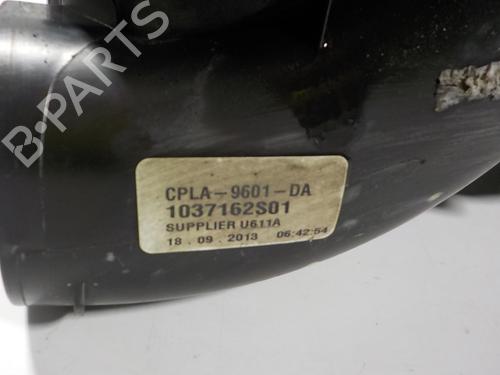 B-PARTS
CPLA-9601-DA
1037162S01
SUPPLIER U611A
18.09.2013 06:42:54